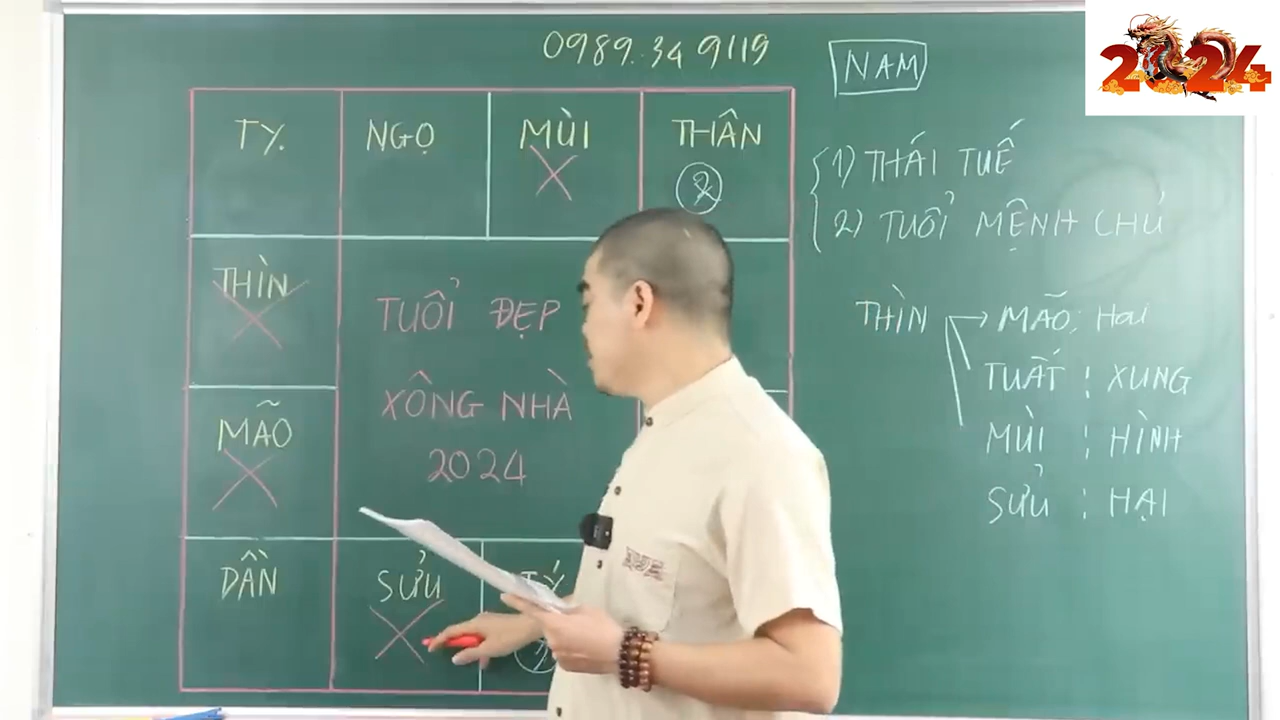 0989.34 9119
NAM
2024
TỴ.
NGỌ
MÙI
THÂN
1) THÁI TUẾ
2) TUỔI MỆNH CHỦ
THÌN
TUỔI ĐẸP
XÔNG NHÀ
2024
MÃO
THÌN → MÃO: Hại
TUẤT : XUNG
MÙI : HÌNH
SỬU : HẠI
DẦN
SỬU
TÝ